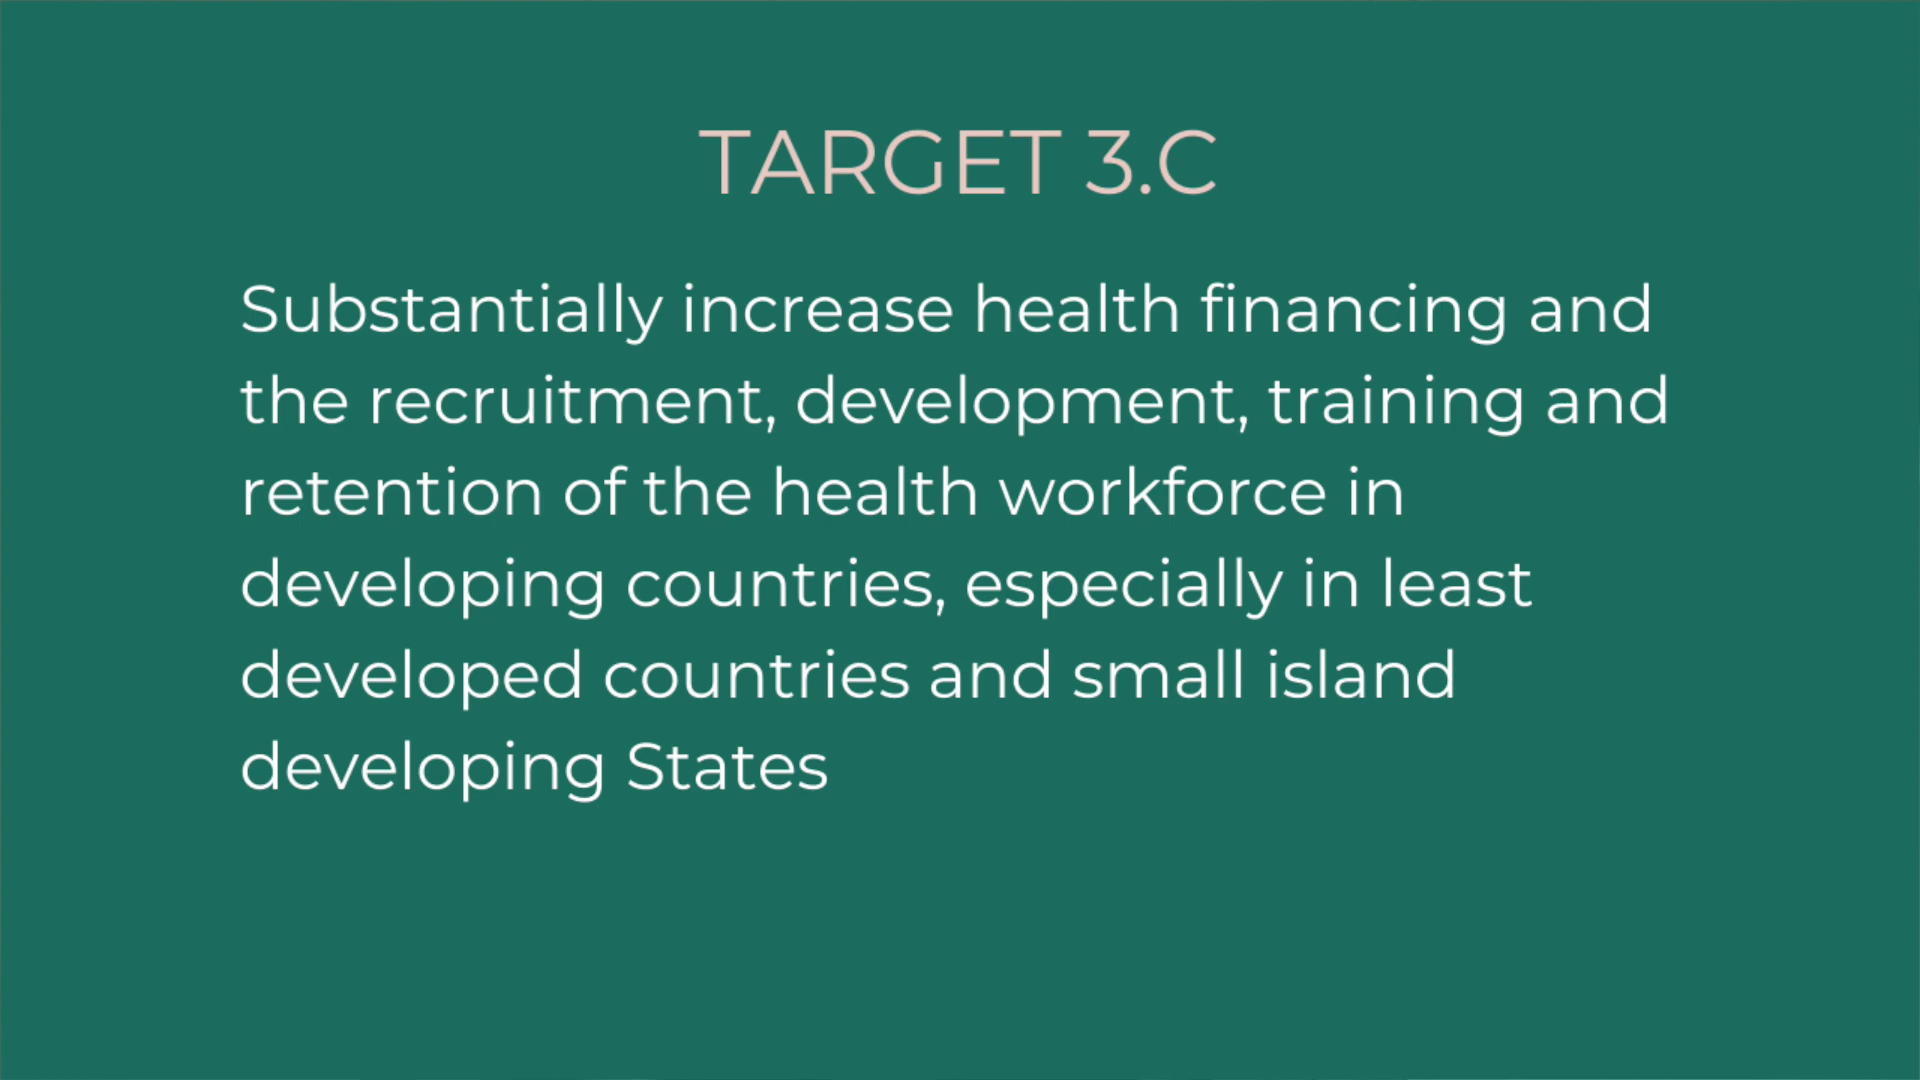 TARGET 3.C
Substantially increase health financing and
the recruitment, development, training and
retention of the health workforce in
developing countries, especially in least
developed countries and small island
developing States